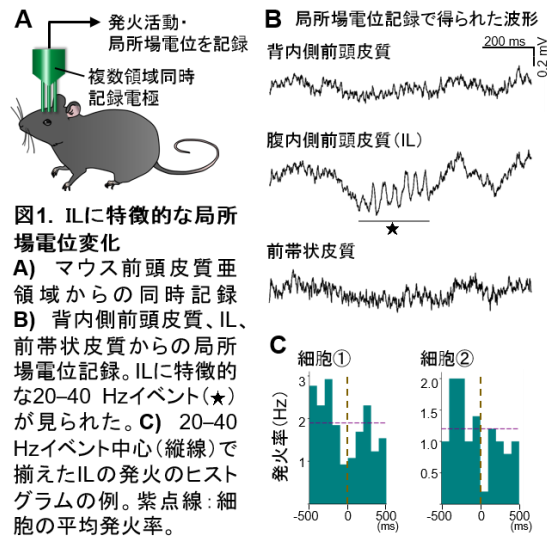 A
発火活動・
局所場電位を記録
複数領域同時
記録電極
図1. ILに特徴的な局所
場電位変化
A) マウス前頭皮質亜
領域からの同時記録
B) 背内側前頭皮質、IL、
前帯状皮質からの局所
場電位記録。ILに特徴的
な20–40 Hzイベント(★)
が見られた。C) 20–40
Hzイベント中心(縦線)で
揃えたILの発火のヒスト
グラムの例。紫点線:細
胞の平均発火率。
B 局所場電位記録で得られた波形
200 ms
0.2 mV
背内側前頭皮質
腹内側前頭皮質(IL)
★
前帯状皮質
C
細胞①
発火率(Hz)
3
2
1
-500 0 500
(ms)
細胞②
2.0
1.5
1.0
0.5
-500 0 500
(ms)